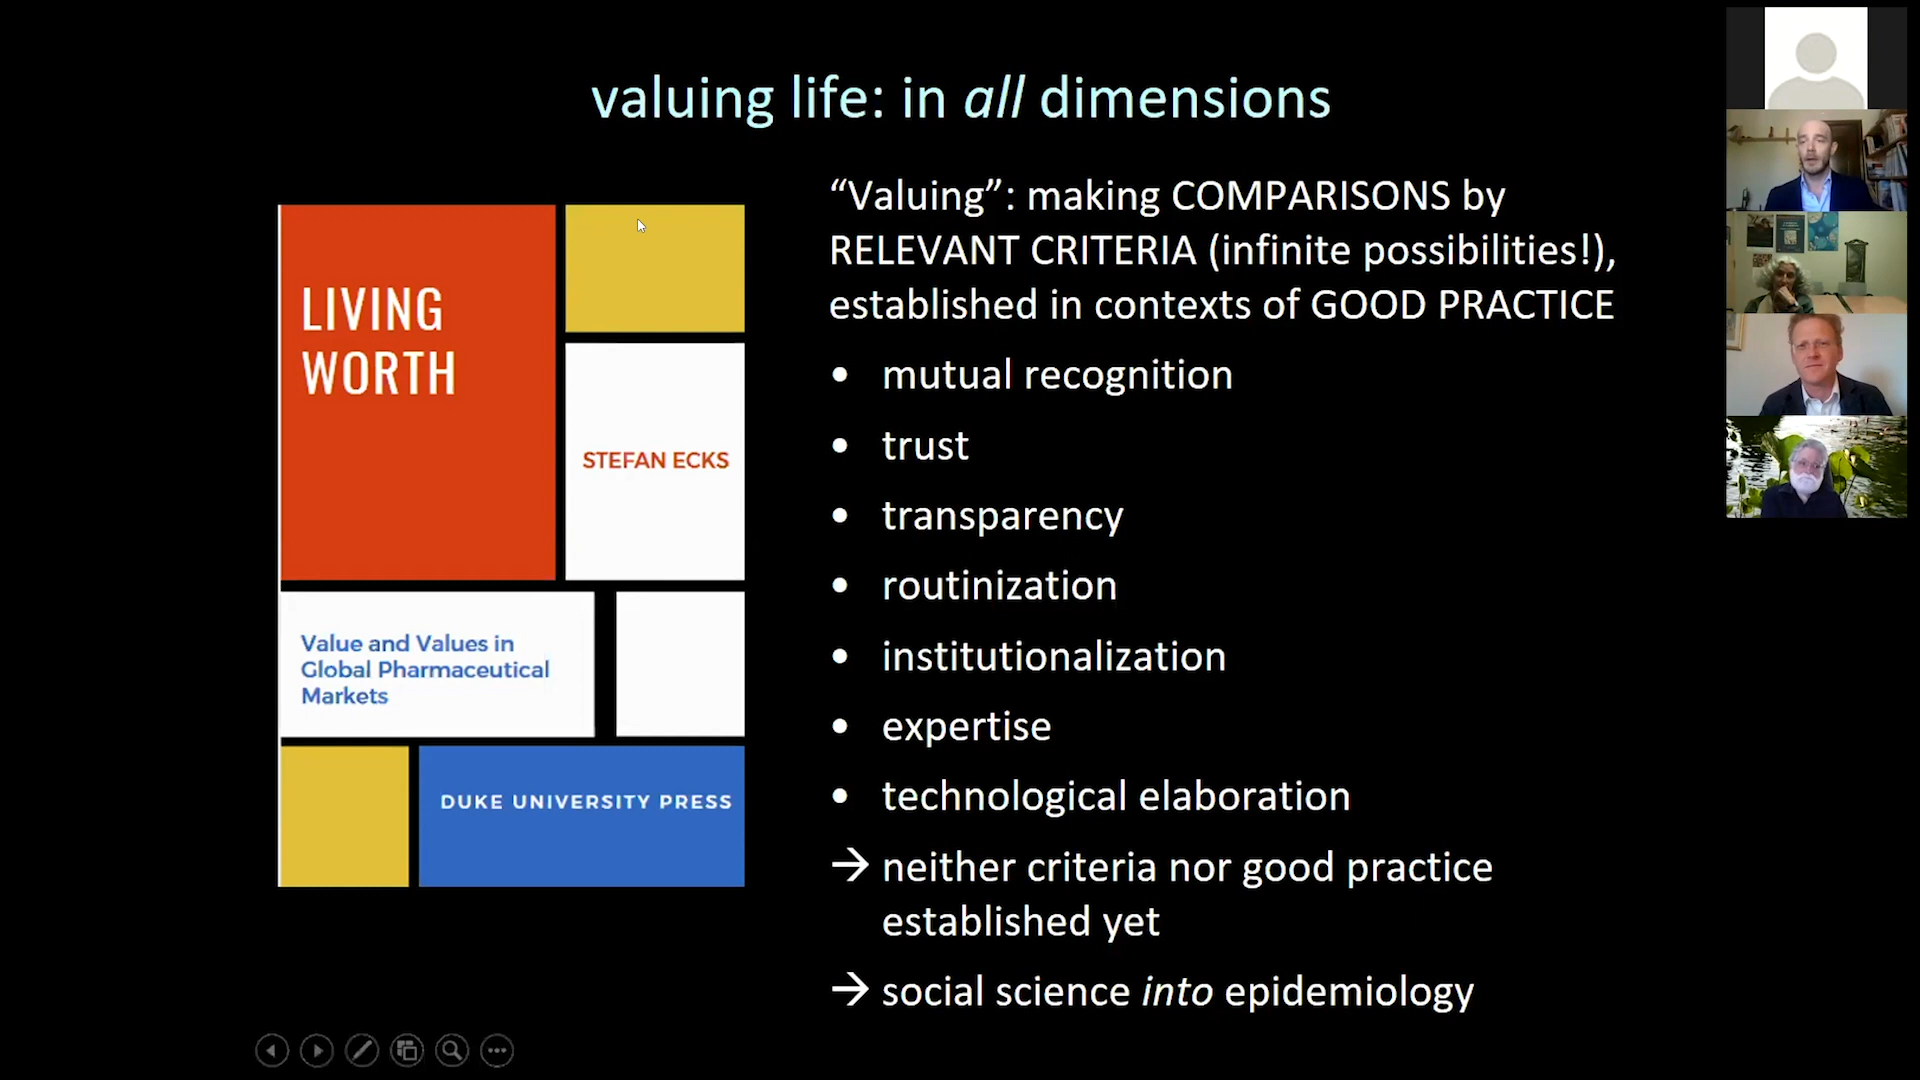 valuing life: in all dimensions
LIVING
WORTH
STEFAN ECKS
Value and Values in
Global Pharmaceutical
Markets
DUKE UNIVERSITY PRESS
“Valuing”: making COMPARISONS by
RELEVANT CRITERIA (infinite possibilities!),
established in contexts of GOOD PRACTICE
• mutual recognition
• trust
• transparency
• routinization
• institutionalization
• expertise
• technological elaboration
→ neither criteria nor good practice
established yet
→ social science into epidemiology